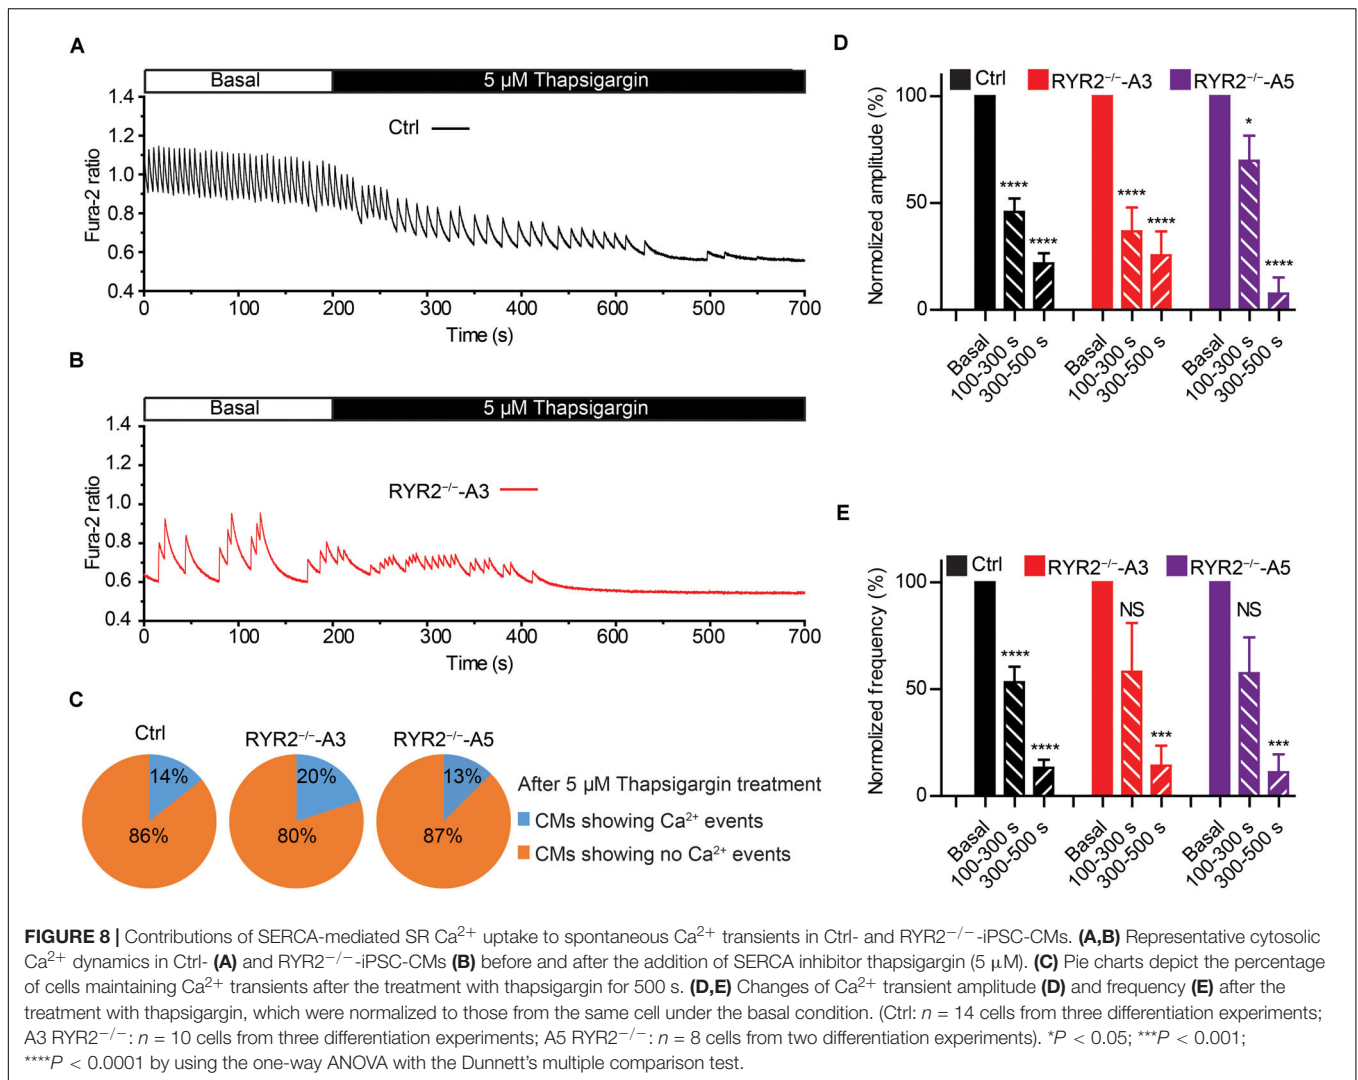 A
Basal
5 µM Thapsigargin
Ctrl
Fura-2 ratio
1.4
1.2
1.0
0.8
0.6
0.4
0
100
200
300
400
600
500
700
Time (s)
B
Basal
5 µM Thapsigargin
RYR2⁻/⁻-A3
Fura-2 ratio
1.4
1.2
1.0
0.8
0.6
0.4
0
100
200
300
400
600
500
700
Time (s)
C
Ctrl
14%
86%
RYR2⁻/⁻-A3
20%
80%
RYR2⁻/⁻-A5
13%
87%
After 5 µM Thapsigargin treatment
CMs showing Ca²⁺ events
CMs showing no Ca²⁺ events
D
Ctrl RYR2⁻/⁻-A3 RYR2⁻/⁻-A5
Normolized amplitude (%)
100
50
0
****
****
****
****
*
****
Basal
100-300 s
300-500 s
Basal
100-300 s
300-500 s
Basal
100-300 s
300-500 s
E
Ctrl RYR2⁻/⁻-A3 RYR2⁻/⁻-A5
Normolized frequency (%)
100
50
0
****
****
NS
***
NS
***
Basal
100-300 s
300-500 s
Basal
100-300 s
300-500 s
Basal
100-300 s
300-500 s
FIGURE 8 | Contributions of SERCA-mediated SR Ca²⁺ uptake to spontaneous Ca²⁺ transients in Ctrl- and RYR2⁻/⁻-iPSC-CMs. (A,B) Representative cytosolic
Ca²⁺ dynamics in Ctrl- (A) and RYR2⁻/⁻-iPSC-CMs (B) before and after the addition of SERCA inhibitor thapsigargin (5 µM). (C) Pie charts depict the percentage
of cells maintaining Ca²⁺ transients after the treatment with thapsigargin for 500 s. (D,E) Changes of Ca²⁺ transient amplitude (D) and frequency (E) after the
treatment with thapsigargin, which were normalized to those from the same cell under the basal condition. (Ctrl: n = 14 cells from three differentiation experiments;
A3 RYR2⁻/⁻: n = 10 cells from three differentiation experiments; A5 RYR2⁻/⁻: n = 8 cells from two differentiation experiments). *P < 0.05; ***P < 0.001;
****P < 0.0001 by using the one-way ANOVA with the Dunnett's multiple comparison test.